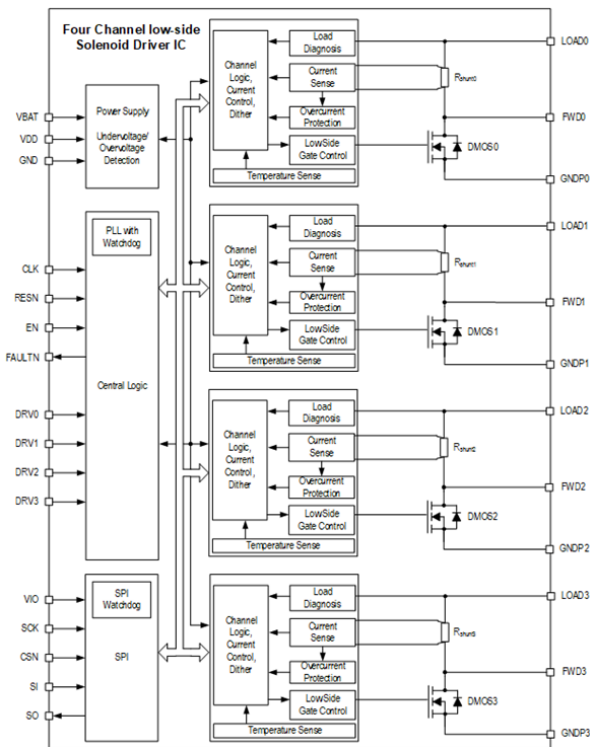 Four Channel low-side
Solenoid Driver IC
VBAT
VDD
GND
Power Supply
Undervoltage/
Overvoltage
Detection
PLL with
Watchdog
CLK
RESN
EN
FAULTN
DRV0
DRV1
DRV2
DRV3
Central Logic
SPI
Watchdog
SPI
VIO
SCK
CSN
SI
SO
Channel
Logic,
Current
Control,
Dither
Load
Diagnosis
Current
Sense
Overcurrent
Protection
LowSide
Gate Control
Temperature Sense
LOAD0
Rshunt0
FWD0
DMOS0
GNDP0
Channel
Logic,
Current
Control,
Dither
Load
Diagnosis
Current
Sense
Overcurrent
Protection
LowSide
Gate Control
Temperature Sense
LOAD1
Rshunt1
FWD1
DMOS1
GNDP1
Channel
Logic,
Current
Control,
Dither
Load
Diagnosis
Current
Sense
Overcurrent
Protection
LowSide
Gate Control
Temperature Sense
LOAD2
Rshunt2
FWD2
DMOS2
GNDP2
Channel
Logic,
Current
Control,
Dither
Load
Diagnosis
Current
Sense
Overcurrent
Protection
LowSide
Gate Control
Temperature Sense
LOAD3
Rshunt3
FWD3
DMOS3
GNDP3